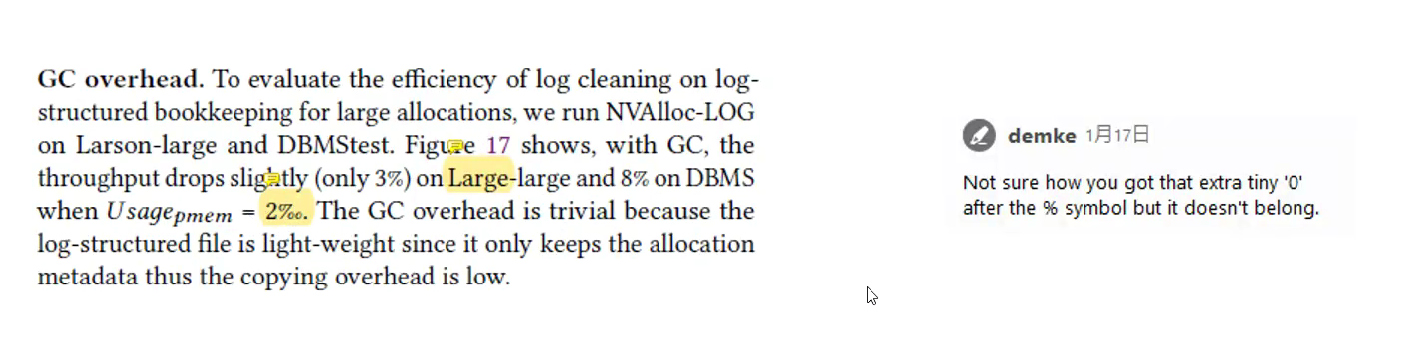 GC overhead. To evaluate the efficiency of log cleaning on log-
structured bookkeeping for large allocations, we run NVAlloc-LOG
on Larson-large and DBMStest. Figure 17 shows, with GC, the
throughput drops slightly (only 3%) on Large-large and 8% on DBMS
when Usagepmem = 2‰. The GC overhead is trivial because the
log-structured file is light-weight since it only keeps the allocation
metadata thus the copying overhead is low.
demke 1月17日
Not sure how you got that extra tiny '0'
after the % symbol but it doesn't belong.